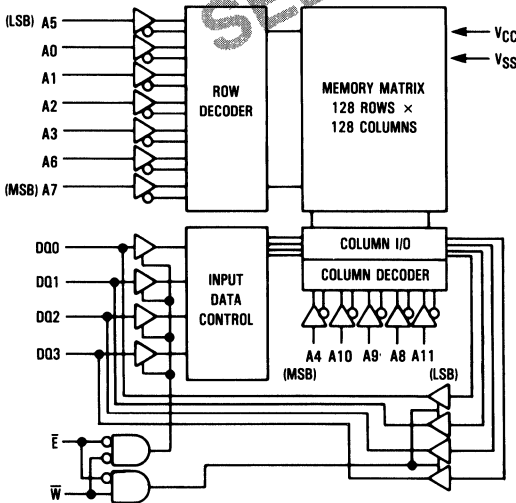 (LSB) A5
A0
A1
A2
A3
A6
(MSB) A7
ROW
DECODER
MEMORY MATRIX
128 ROWS ×
128 COLUMNS
VCC
VSS
DQ0
DQ1
DQ2
DQ3
INPUT
DATA
CONTROL
COLUMN I/O
COLUMN DECODER
A4 A10 A9 A8 A11
(MSB) (LSB)
E
W